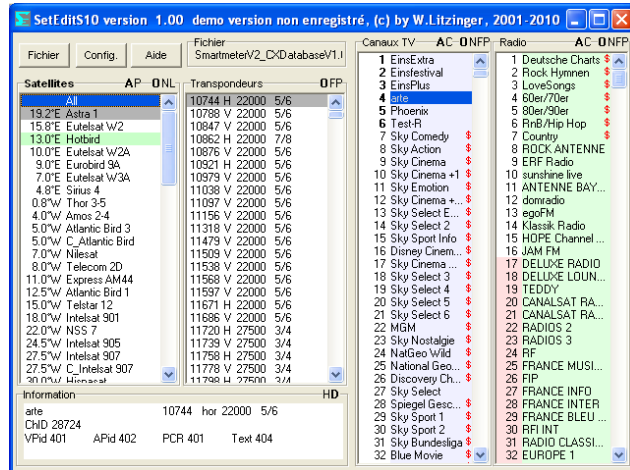 SetEditS10 version 1.00 demo version non enregistré, (c) by W.Litzinger, 2001-2010
Fichier Config. Aide
Fichier
SmartmeterV2_CXDatabaseV1.
Satellites AP ONL
All
19.2°E Astra 1
15.8°E Eutelsat W2
13.0°E Hotbird
10.0°E Eutelsat W2A
9.0°E Eurobird 9A
7.0°E Eutelsat W3A
4.8°E Sirius 4
0.8°W Thor 3-5
4.0°W Amos 2-4
5.0°W Atlantic Bird 3
5.0°W C_Atlantic Bird
7.0°W Nilesat
8.0°W Telecom 2D
11.0°W Express AM44
12.5°W Atlantic Bird 1
15.0°W Telstar 12
18.0°W Intelsat 901
22.0°W NSS 7
24.5°W Intelsat 905
27.5°W Intelsat 907
27.5°W C_Intelsat 907
30.0°W Hispasat
Transpondeurs OFP
10744 H 22000 5/6
10788 V 22000 5/6
10847 V 22000 5/6
10862 H 22000 7/8
10876 V 22000 5/6
10921 H 22000 5/6
10979 V 22000 5/6
11038 V 22000 5/6
11097 V 22000 5/6
11156 V 22000 5/6
11318 V 22000 5/6
11479 V 22000 5/6
11509 V 22000 5/6
11538 V 22000 5/6
11568 V 22000 5/6
11597 V 22000 5/6
11671 H 22000 5/6
11686 V 22000 5/6
11720 H 27500 3/4
11739 V 27500 3/4
11758 H 27500 3/4
11778 V 27500 3/4
11798 H 27500 3/4
Canaux TV AC ONFP
1 EinsExtra
2 Einsfestival
3 EinsPlus
4 arte
5 Phoenix
6 Test-R
7 Sky Comedy $
8 Sky Action $
9 Sky Cinema $
10 Sky Cinema +1 $
11 Sky Emotion $
12 Sky Cinema +... $
13 Sky Select E... $
14 Sky Select 2 $
15 Sky Sport Info $
16 Disney Cinem... $
17 Sky Cinema ... $
18 Sky Select 3 $
19 Sky Select 4 $
20 Sky Select 5 $
21 Sky Select 6 $
22 MGM $
23 Sky Nostalgie $
24 NatGeo Wild $
25 National Geo... $
26 Discovery Ch... $
27 Sky Select
28 Spiegel Gesc... $
29 Sky Sport 1 $
30 Sky Sport 2 $
31 Sky Bundesliga $
32 Blue Movie $
Radio AC ONFP
1 Deutsche Charts $
2 Rock Hymnen $
3 LoveSongs $
4 60er/70er $
5 80er/90er $
6 RnB/Hip Hop $
7 Country $
8 ROCK ANTENNE
9 ERF Radio
10 sunshine live
11 ANTENNE BAY...
12 domradio
13 egoFM
14 Klassik Radio
15 HOPE Channel ...
16 JAM FM
17 DELUXE RADIO
18 DELUXE LOUN...
19 TEDDY
20 CANALSAT RA...
21 CANALSAT RA...
22 RADIOS 2
23 RADIOS 3
24 RF
25 FRANCE MUSI...
26 FIP
27 FRANCE INFO
28 FRANCE INTER
29 FRANCE BLEU ...
30 RFI INT
31 RADIO CLASSI...
32 EUROPE 1
Information HD
arte 10744 hor 22000 5/6
ChID 28724
VPid 401 APid 402 PCR 401 Text 404